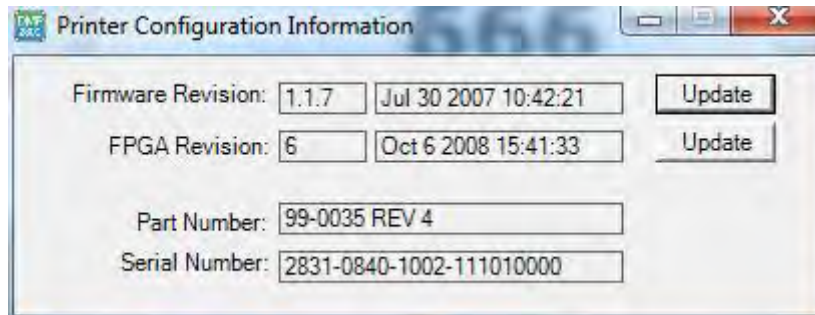 Printer Configuration Information
666
Firmware Revision: 1.1.7 Jul 30 2007 10:42:21 Update
FPGA Revision: 6 Oct 6 2008 15:41:33 Update
Part Number: 99-0035 REV 4
Serial Number: 2831-0840-1002-111010000